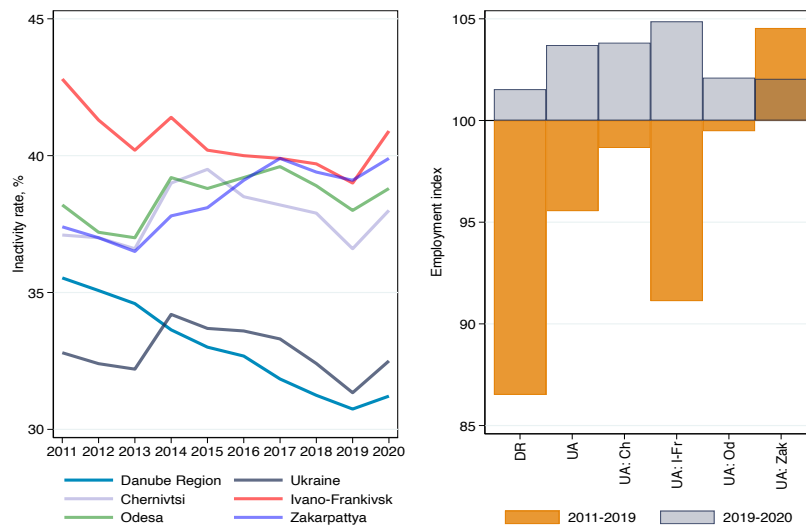 Inactivity rate, %
45
40
35
30
2011 2012 2013 2014 2015 2016 2017 2018 2019 2020
Danube Region
Ukraine
Chernivtsi
Ivano-Frankivsk
Odesa
Zakarpattya
Employment index
105
100
95
90
85
DR
UA
UA: Ch
UA: I-Fr
UA: Od
UA: Zak
2011-2019
2019-2020